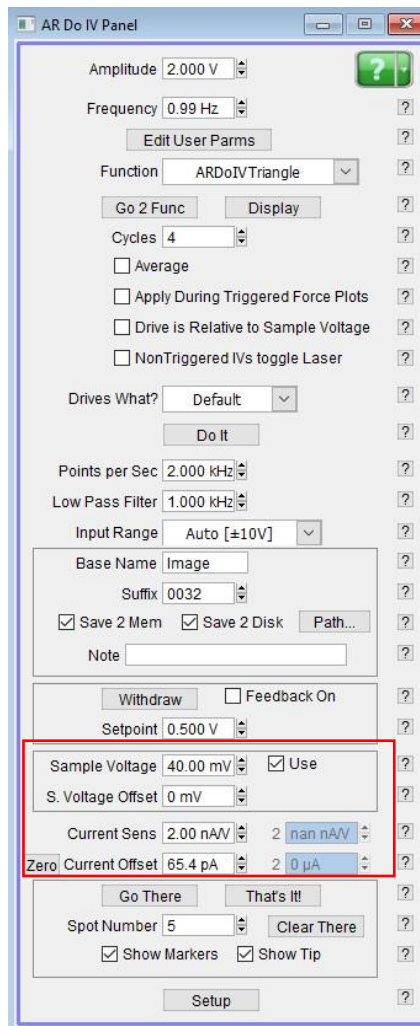 AR Do IV Panel
Amplitude 2.000 V ?
Frequency 0.99 Hz ?
Edit User Parms ?
Function ARDoIVTriangle ?
Go 2 Func Display ?
Cycles 4 ?
Average ?
Apply During Triggered Force Plots ?
Drive is Relative to Sample Voltage ?
NonTriggered IVs toggle Laser ?
Drives What? Default ?
Do It ?
Points per Sec 2.000 kHz ?
Low Pass Filter 1.000 kHz ?
Input Range Auto [±10V] ?
Base Name Image ?
Suffix 0032 ?
Save 2 Mem Save 2 Disk Path... ?
Note ?
Withdraw Feedback On ?
Setpoint 0.500 V ?
Sample Voltage 40.00 mV Use ?
S. Voltage Offset 0 mV ?
Current Sens 2.00 nA/V 2 nan nA/V ?
Zero Current Offset 65.4 pA 2 0 µA ?
Go There That's It! ?
Spot Number 5 Clear There ?
Show Markers Show Tip ?
Setup ?